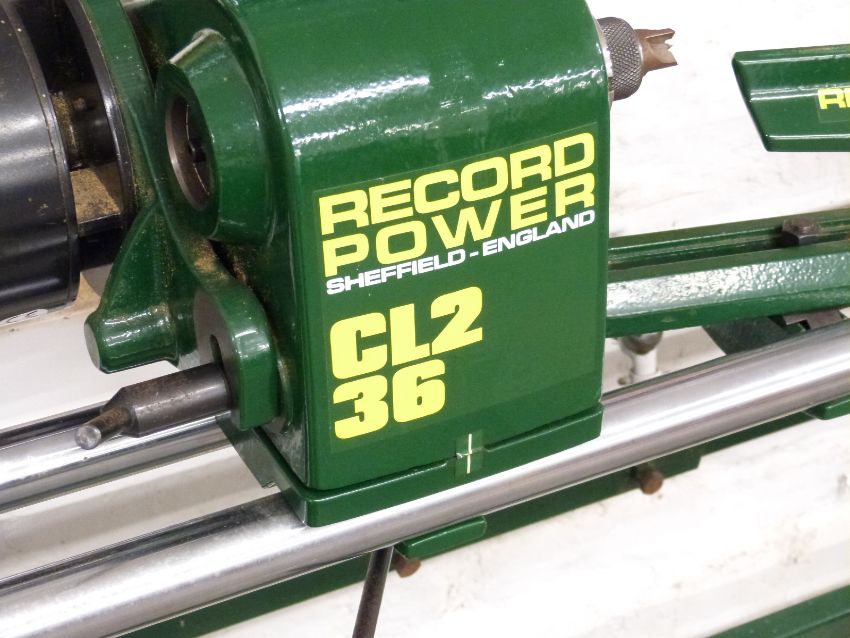 RECORD
POWER
SHEFFIELD - ENGLAND
CL2
36